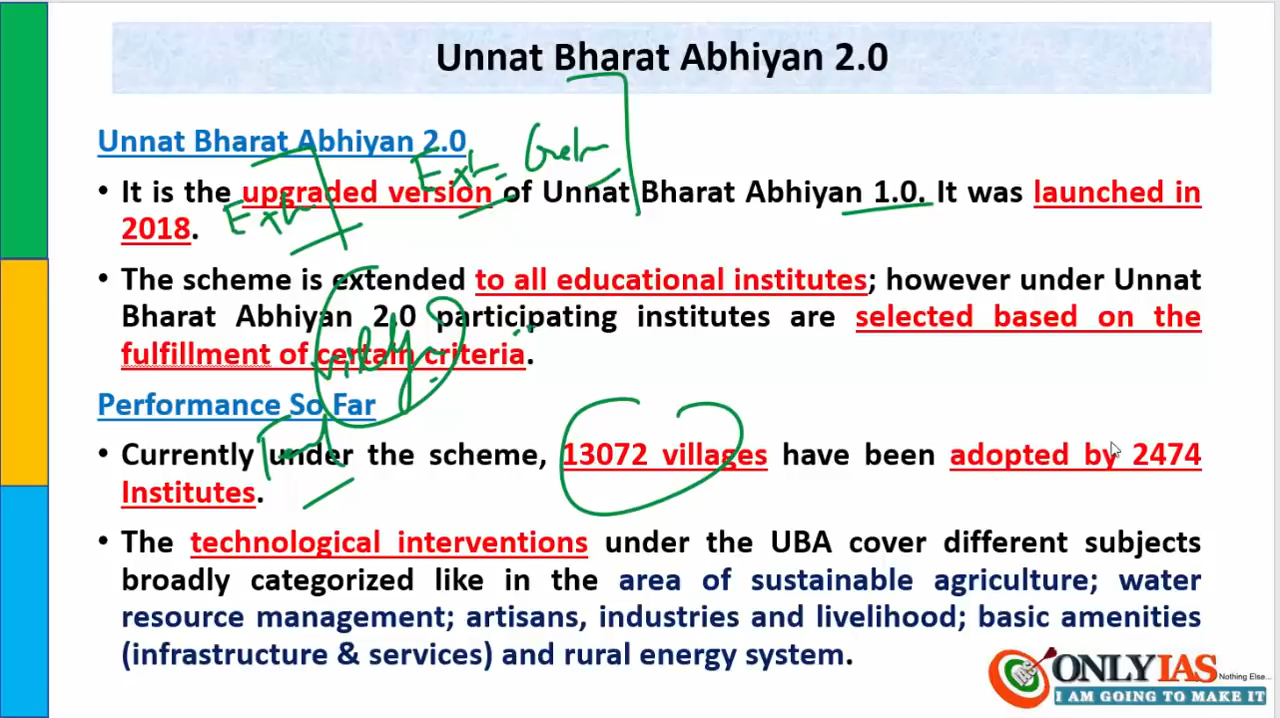 Unnat Bharat Abhiyan 2.0
Unnat Bharat Abhiyan 2.0
• It is the upgraded version of Unnat Bharat Abhiyan 1.0. It was launched in
2018.
• The scheme is extended to all educational institutes; however under Unnat
Bharat Abhiyan 2.0 participating institutes are selected based on the
fulfillment of certain criteria.
Performance So Far
• Currently under the scheme, 13072 villages have been adopted by 2474
Institutes.
• The technological interventions under the UBA cover different subjects
broadly categorized like in the area of sustainable agriculture; water
resource management; artisans, industries and livelihood; basic amenities
(infrastructure & services) and rural energy system.
ONLYIAS Nothing Else...
I AM GOING TO MAKE IT